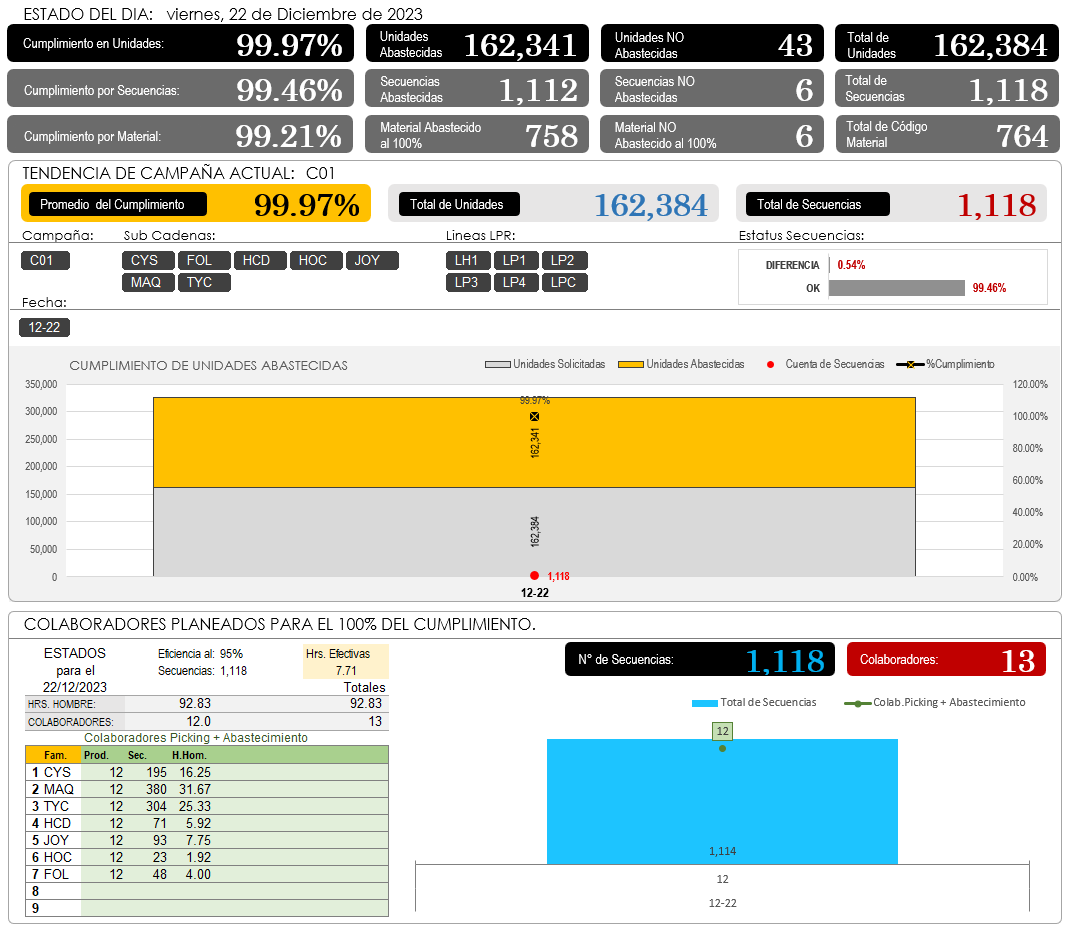 ESTADO DEL DIA: viernes, 22 de Diciembre de 2023
Cumplimiento en Unidades: 99.97%
Unidades Abastecidas 162,341
Unidades NO Abastecidas 43
Total de Unidades 162,384
Cumplimiento por Secuencias: 99.46%
Secuencias Abastecidas 1,112
Secuencias NO Abastecidas 6
Total de Secuencias 1,118
Cumplimiento por Material: 99.21%
Material Abastecido al 100% 758
Material NO Abastecido al 100% 6
Total de Código Material 764
TENDENCIA DE CAMPAÑA ACTUAL: C01
Promedio del Cumplimiento 99.97%
Total de Unidades 162,384
Total de Secuencias 1,118
Campaña: Sub Cadenas: Lineas LPR: Estatus Secuencias:
C01 CYS FOL HCD HOC JOY LH1 LP1 LP2
MAQ TYC LP3 LP4 LPC
DIFERENCIA 0.54%
OK 99.46%
Fecha:
12-22
CUMPLIMIENTO DE UNIDADES ABASTECIDAS
Unidades Solicitadas Unidades Abastecidas Cuenta de Secuencias %Cumplimiento
350,000 120.00%
300,000 100.00%
250,000 80.00%
200,000 60.00%
150,000 40.00%
100,000 20.00%
50,000 0.00%
0
99.97%
162,341
162,384
1,118
12-22
COLABORADORES PLANEADOS PARA EL 100% DEL CUMPLIMIENTO.
ESTADOS para el 22/12/2023
Eficiencia al: 95%
Secuencias: 1,118
Hrs. Efectivas
7.71
Totales
HRS. HOMBRE: 92.83 92.83
COLABORADORES: 12.0 13
Colaboradores Picking + Abastecimiento
Fam. Prod. Sec. H.Hom.
1 CYS 12 195 16.25
2 MAQ 12 380 31.67
3 TYC 12 304 25.33
4 HCD 12 71 5.92
5 JOY 12 93 7.75
6 HOC 12 23 1.92
7 FOL 12 48 4.00
8
9
N° de Secuencias: 1,118
Colaboradores: 13
Total de Secuencias Colab.Picking + Abastecimiento
12
1,114
12
12-22